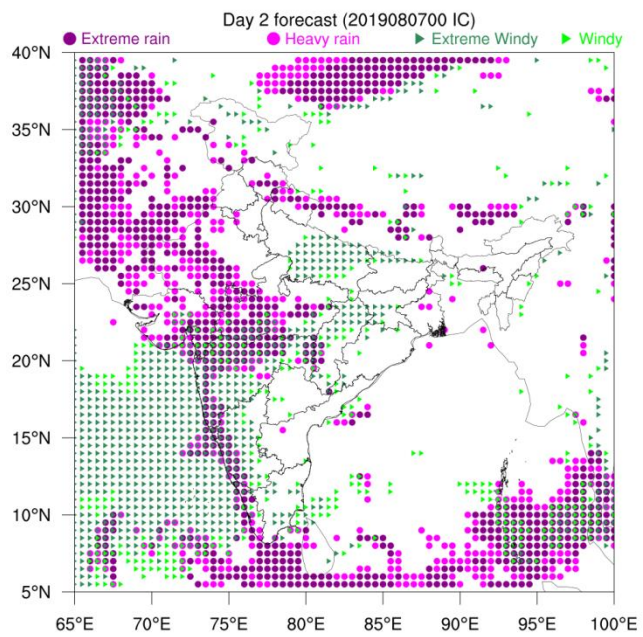 Day 2 forecast (2019080700 IC)
Extreme rain Heavy rain Extreme Windy Windy
40°N
35°N
30°N
25°N
20°N
15°N
10°N
5°N
65°E 70°E 75°E 80°E 85°E 90°E 95°E 100°E